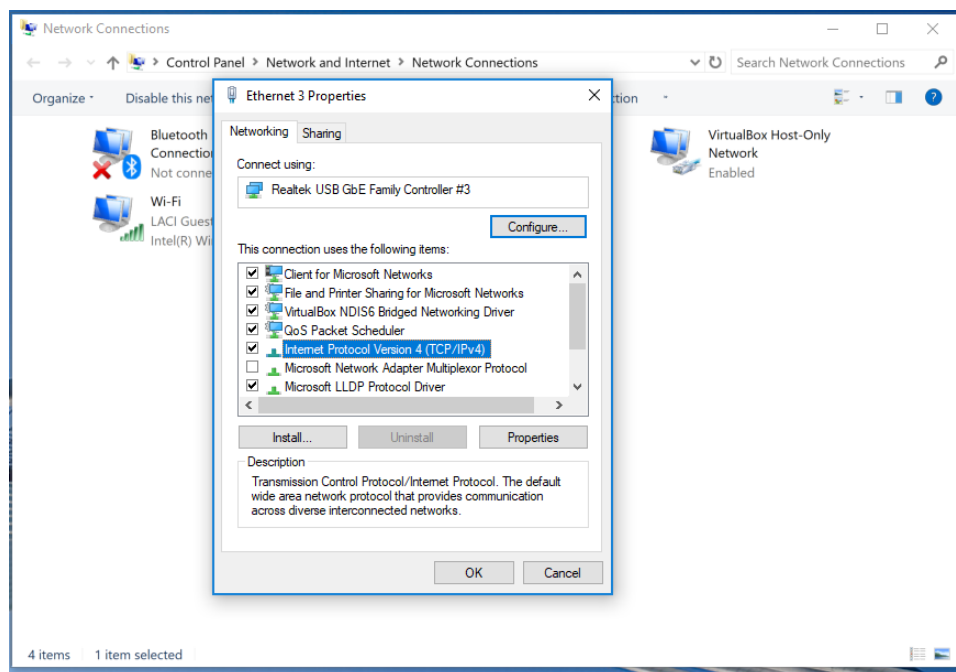 Network Connections
Control Panel > Network and Internet > Network Connections
Search Network Connections
Organize
Disable this net
ction
Bluetooth
Connection
Not conne
Wi-Fi
LACI Guest
Intel(R) Wi
VirtualBox Host-Only
Network
Enabled
Ethernet 3 Properties
Networking
Sharing
Connect using:
Realtek USB GbE Family Controller #3
Configure...
This connection uses the following items:
Client for Microsoft Networks
File and Printer Sharing for Microsoft Networks
VirtualBox NDIS6 Bridged Networking Driver
QoS Packet Scheduler
Internet Protocol Version 4 (TCP/IPv4)
Microsoft Network Adapter Multiplexor Protocol
Microsoft LLDP Protocol Driver
Install...
Uninstall
Properties
Description
Transmission Control Protocol/Internet Protocol. The default
wide area network protocol that provides communication
across diverse interconnected networks.
OK
Cancel
4 items
1 item selected